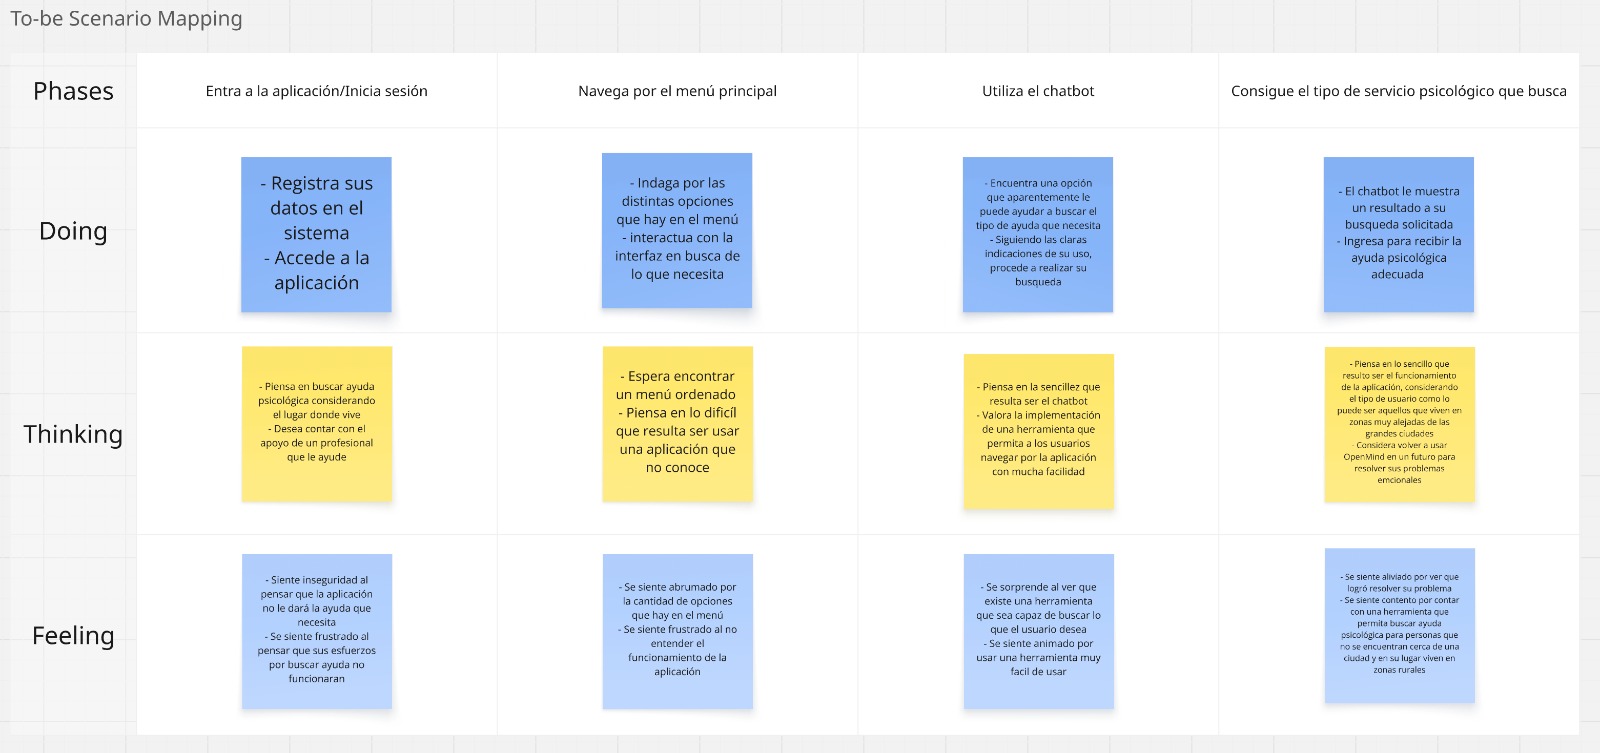 To-be Scenario Mapping
Phases
Entra a la aplicación/Inicia sesión
Navega por el menú principal
Utiliza el chatbot
Consigue el tipo de servicio psicológico que busca
Doing
- Registra sus
datos en el
sistema
- Accede a la
aplicación
- Indaga por las
distintas opciones
que hay en el menú
- interactua con la
interfaz en busca de
lo que necesita
- Encuentra una opción
que aparentemente le
puede ayudar a buscar el
tipo de ayuda que necesita
- Siguiendo las claras
indicaciones de su uso,
procede a realizar su
busqueda
- El chatbot le muestra
un resultado a su
busqueda solicitada
- Ingresa para recibir la
ayuda psicológica
adecuada
Thinking
- Piensa en buscar ayuda
psicológica considerando
el lugar donde vive
- Desea contar con el
apoyo de un profesional
que le ayude
- Espera encontrar
un menú ordenado
- Piensa en lo dificíl
que resulta ser usar
una aplicación que
no conoce
- Piensa en la sencillez que
resulta ser el chatbot
- Valora la implementación
de una herramienta que
permita a los usuarios
navegar por la aplicación
con mucha facilidad
- Piensa en lo sencillo que
resulto ser el funcionamiento
de la aplicación, considerando
el tipo de usuario como lo
puede ser aquellos que viven en
zonas muy alejadas de las
grandes ciudades
- Considera volver a usar
OpenMind en un futuro para
resolver sus problemas
emcionales
Feeling
- Siente inseguridad al
pensar que la aplicación
no le dará la ayuda que
necesita
- Se siente frustrado al
pensar que sus esfuerzos
por buscar ayuda no
funcionaran
- Se siente abrumado por
la cantidad de opciones
que hay en el menú
- Se siente frustrado al no
entender el
funcionamiento de la
aplicación
- Se sorprende al ver que
existe una herramienta
que sea capaz de buscar lo
que el usuario desea
- Se siente animado por
usar una herramienta muy
facil de usar
- Se siente aliviado por ver que
logró resolver su problema
- Se siente contento por contar
con una herramienta que
permita buscar ayuda
psicológica para personas que
no se encuentran cerca de una
ciudad y en su lugar viven en
zonas rurales